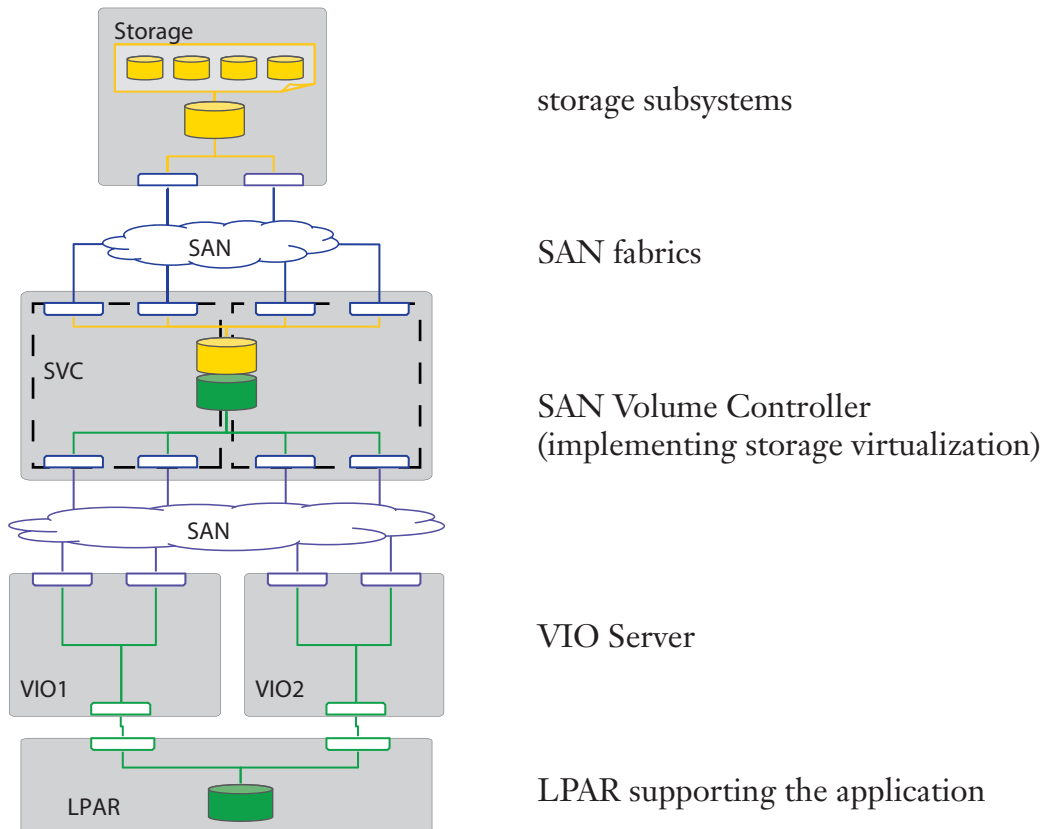 Storage
storage subsystems
SAN
SAN fabrics
SVC
SAN Volume Controller
(implementing storage virtualization)
SAN
VIO1
VIO2
VIO Server
LPAR
LPAR supporting the application